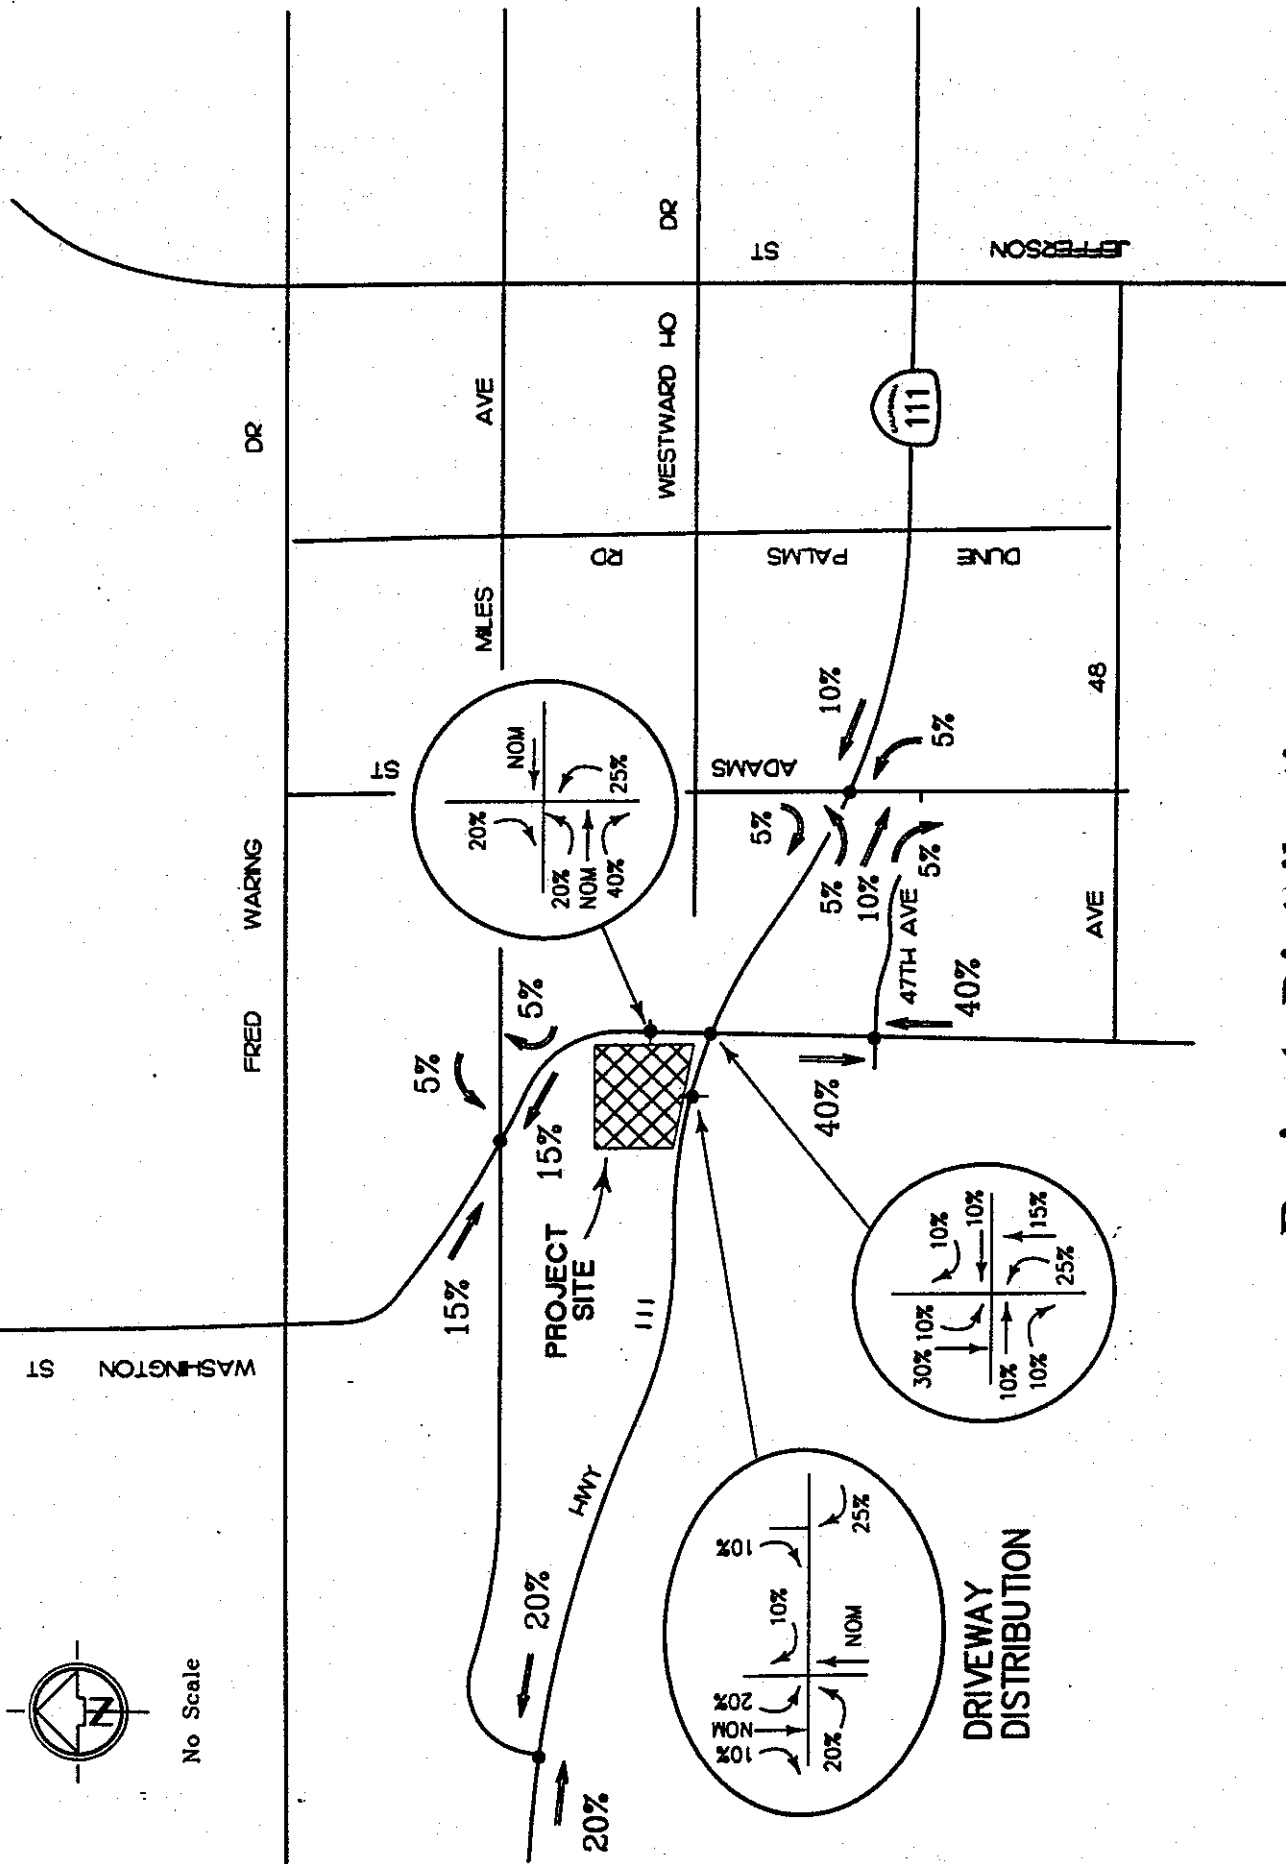 No Scale
N
WASHINGTON ST
FRED WARING DR
MILES AVE
ADAMS ST
DUNE PALMS RD
WESTWARD HO DR
JEFFERSON ST
47TH AVE
AVE 48
HWY 111
CALIFORNIA
111
PROJECT
SITE
15%
5%
5%
15%
20%
20%
20%
NOM
20%
NOM
40%
25%
5%
10%
5%
10%
5%
5%
40%
40%
30%
10%
10%
10%
10%
10%
25%
15%
10%
NOM
20%
10%
10%
20%
NOM
25%
DRIVEWAY
DISTRIBUTION